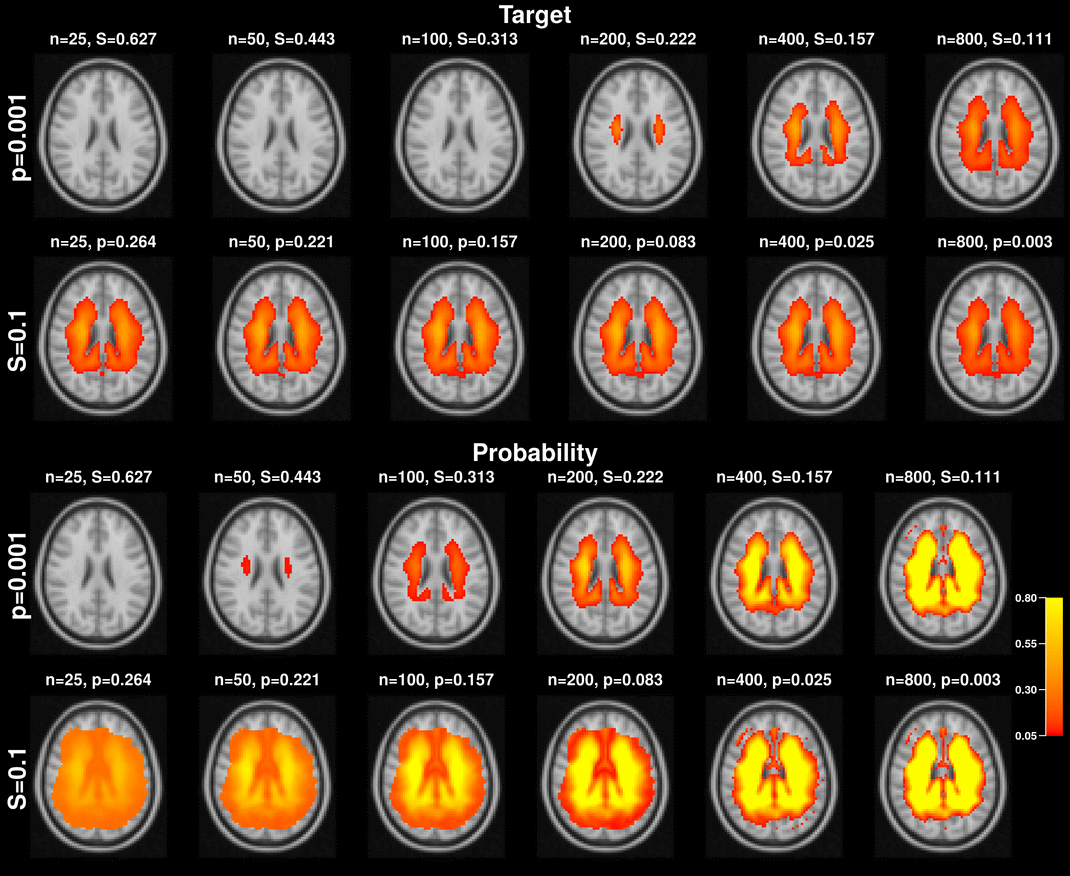 Target
n=25, S=0.627 n=50, S=0.443 n=100, S=0.313 n=200, S=0.222 n=400, S=0.157 n=800, S=0.111
p=0.001
n=25, p=0.264 n=50, p=0.221 n=100, p=0.157 n=200, p=0.083 n=400, p=0.025 n=800, p=0.003
S=0.1
Probability
n=25, S=0.627 n=50, S=0.443 n=100, S=0.313 n=200, S=0.222 n=400, S=0.157 n=800, S=0.111
p=0.001
0.80
0.55
0.30
0.05
n=25, p=0.264 n=50, p=0.221 n=100, p=0.157 n=200, p=0.083 n=400, p=0.025 n=800, p=0.003
S=0.1